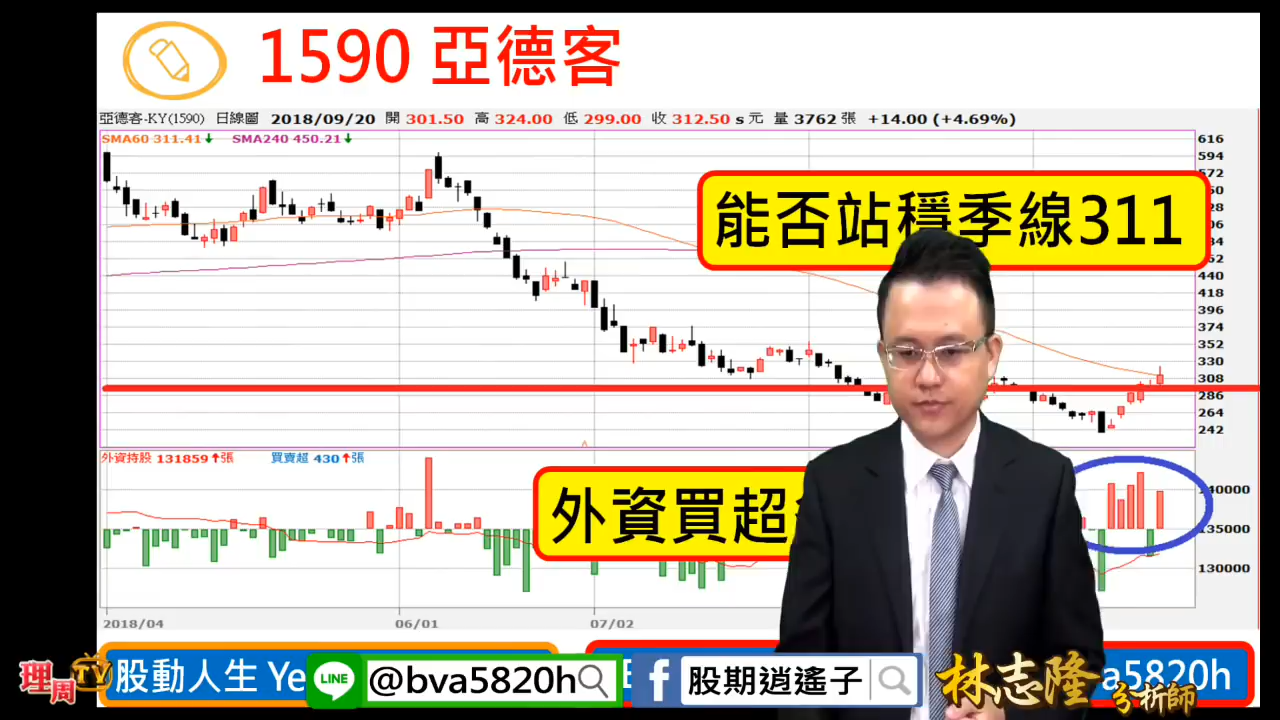 1590 亞德客
亞德客-KY(1590) 日線圖 2018/09/20 開 301.50 高 324.00 低 299.00 收 312.50 s 元 量 3762 張 +14.00 (+4.69%)
SMA60 311.41↓ SMA240 450.21↓
616
594
572
能否站穩季線311
440
418
396
374
352
330
308
286
264
242
外資持股 131859↑張 買賣超 430↑張
外資買超
140000
135000
130000
2018/04 06/01 07/02
理周TV 股動人生 Ye
LINE @bva5820h
f 股期逍遙子
林志隆 分析師
a5820h